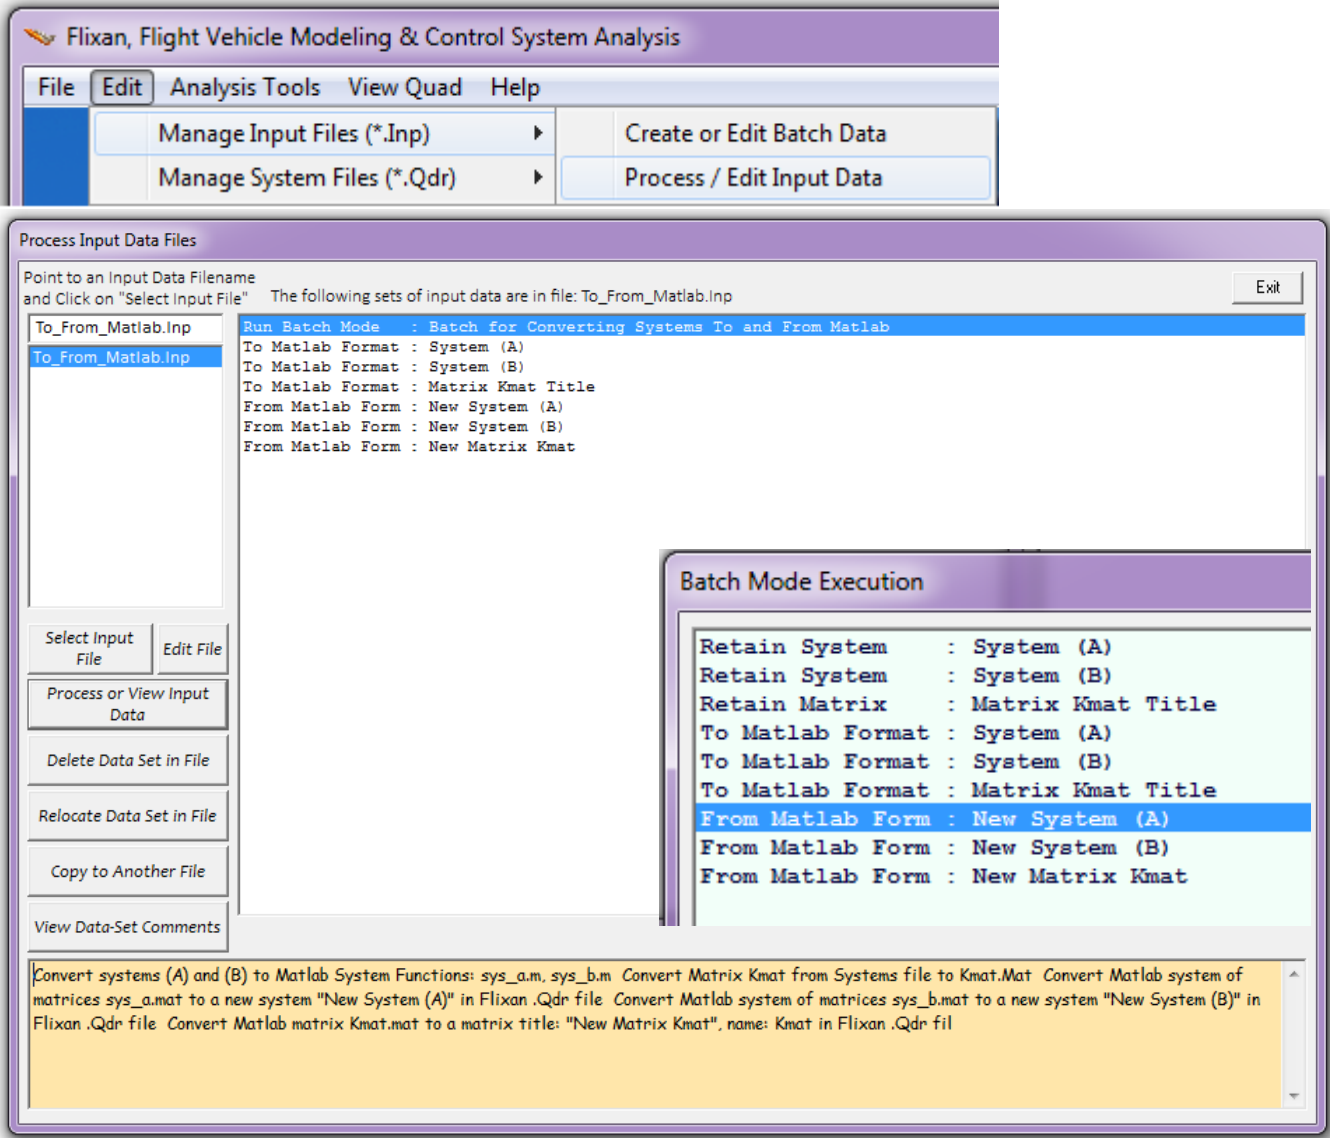 Flixan, Flight Vehicle Modeling & Control System Analysis
File Edit Analysis Tools View Quad Help
Manage Input Files (*.Inp)
Create or Edit Batch Data
Manage System Files (*.Qdr)
Process / Edit Input Data
Process Input Data Files
Point to an Input Data Filename
and Click on "Select Input File"
The following sets of input data are in file: To_From_Matlab.Inp
Exit
To_From_Matlab.Inp
To_From_Matlab.Inp
Run Batch Mode : Batch for Converting Systems To and From Matlab
To Matlab Format : System (A)
To Matlab Format : System (B)
To Matlab Format : Matrix Kmat Title
From Matlab Form : New System (A)
From Matlab Form : New System (B)
From Matlab Form : New Matrix Kmat
Batch Mode Execution
Retain System : System (A)
Retain System : System (B)
Retain Matrix : Matrix Kmat Title
To Matlab Format : System (A)
To Matlab Format : System (B)
To Matlab Format : Matrix Kmat Title
From Matlab Form : New System (A)
From Matlab Form : New System (B)
From Matlab Form : New Matrix Kmat
Select Input
File
Edit File
Process or View Input
Data
Delete Data Set in File
Relocate Data Set in File
Copy to Another File
View Data-Set Comments
Convert systems (A) and (B) to Matlab System Functions: sys_a.m, sys_b.m Convert Matrix Kmat from Systems file to Kmat.Mat Convert Matlab system of
matrices sys_a.mat to a new system "New System (A)" in Flixan .Qdr file Convert Matlab system of matrices sys_b.mat to a new system "New System (B)" in
Flixan .Qdr file Convert Matlab matrix Kmat.mat to a matrix title: "New Matrix Kmat", name: Kmat in Flixan .Qdr fil